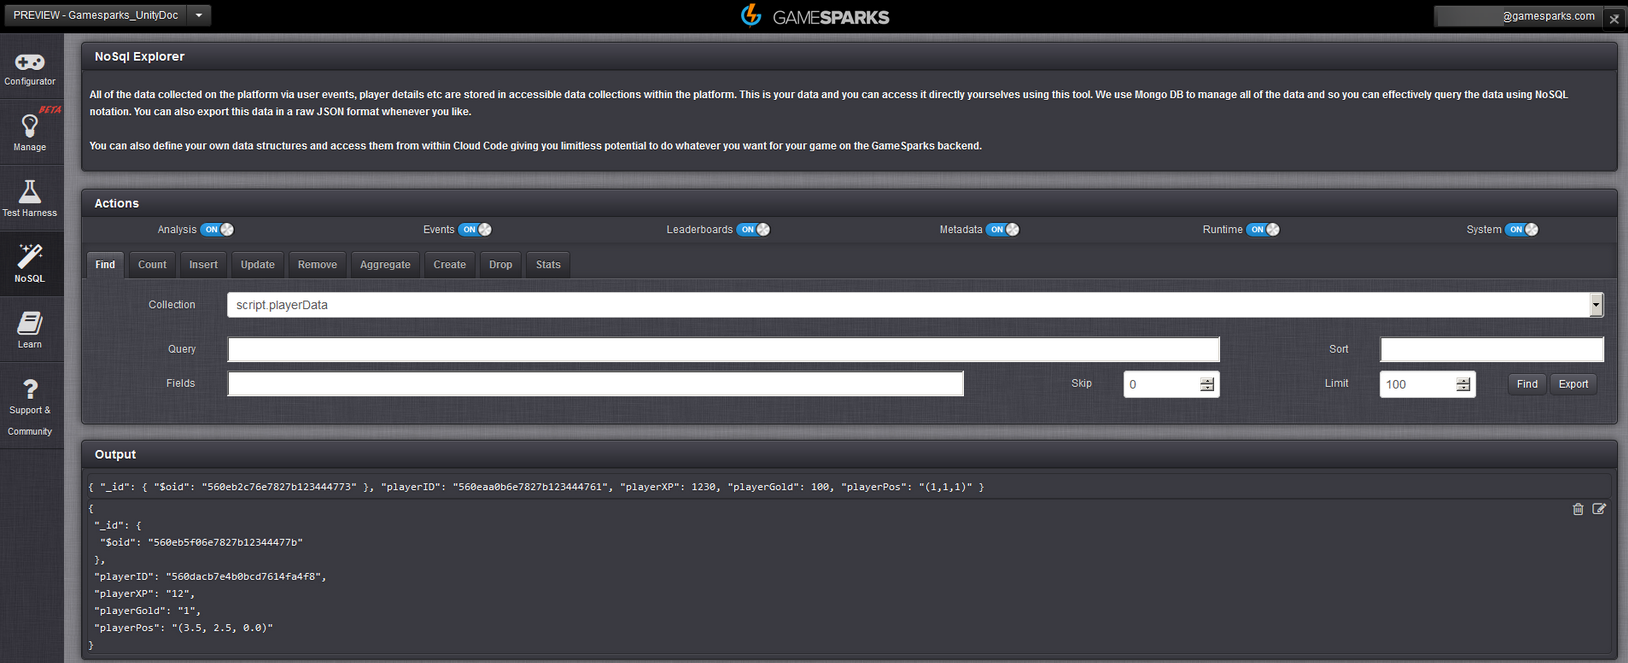 PREVIEW - Gamesparks_UnityDoc
GAMESPARKS
@gamesparks.com
Configurator
BETA
Manage
Test Harness
NoSQL
Learn
Support &
Community
NoSql Explorer
All of the data collected on the platform via user events, player details etc are stored in accessible data collections within the platform. This is your data and you can access it directly yourselves using this tool. We use Mongo DB to manage all of the data and so you can effectively query the data using NoSQL
notation. You can also export this data in a raw JSON format whenever you like.
You can also define your own data structures and access them from within Cloud Code giving you limitless potential to do whatever you want for your game on the GameSparks backend.
Actions
Analysis ON Events ON Leaderboards ON Metadata ON Runtime ON System ON
Find Count Insert Update Remove Aggregate Create Drop Stats
Collection script.playerData
Query Sort
Fields Skip 0 Limit 100 Find Export
Output
{ "_id": { "$oid": "560eb2c76e7827b123444773" }, "playerID": "560eaa0b6e7827b123444761", "playerXP": 1230, "playerGold": 100, "playerPos": "(1,1,1)" }
{
"_id": {
"$oid": "560eb5f06e7827b12344477b"
},
"playerID": "560dacb7e4b0bcd7614fa4f8",
"playerXP": "12",
"playerGold": "1",
"playerPos": "(3.5, 2.5, 0.0)"
}